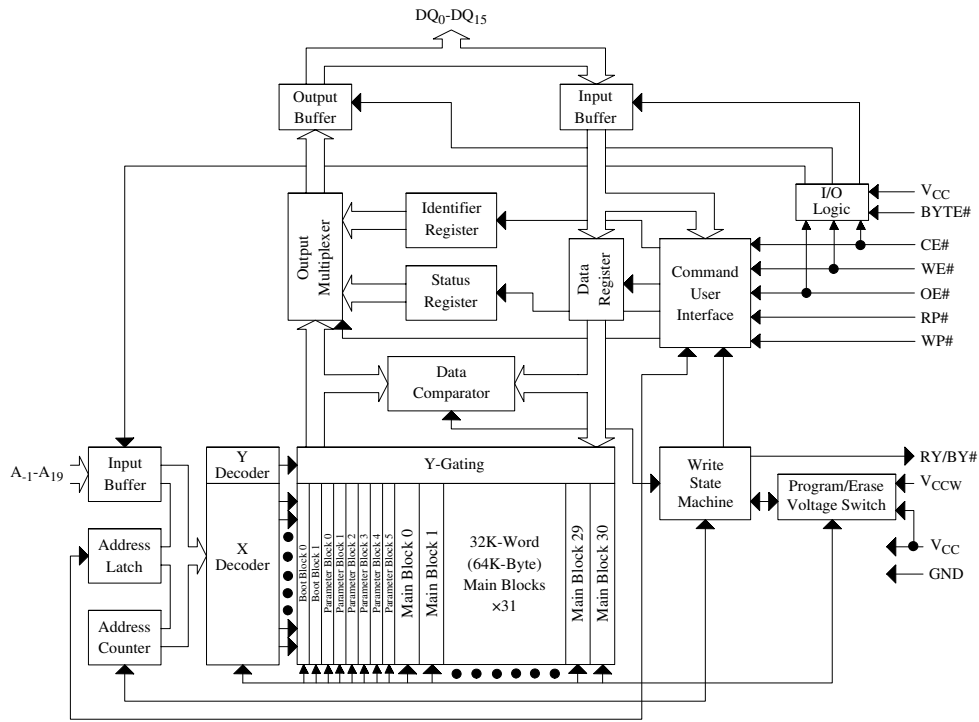 DQ0-DQ15
Output
Buffer
Input
Buffer
I/O
Logic
VCC
BYTE#
CE#
WE#
OE#
RP#
WP#
Output
Multiplexer
Identifier
Register
Status
Register
Data
Register
Command
User
Interface
Data
Comparator
A-1-A19
Input
Buffer
Y
Decoder
Y-Gating
Write
State
Machine
RY/BY#
Program/Erase
Voltage Switch
VCCW
VCC
GND
Address
Latch
X
Decoder
Address
Counter
Boot Block 0
Boot Block 1
Parameter Block 0
Parameter Block 1
Parameter Block 2
Parameter Block 3
Parameter Block 4
Parameter Block 5
Main Block 0
Main Block 1
32K-Word
(64K-Byte)
Main Blocks
×31
Main Block 29
Main Block 30